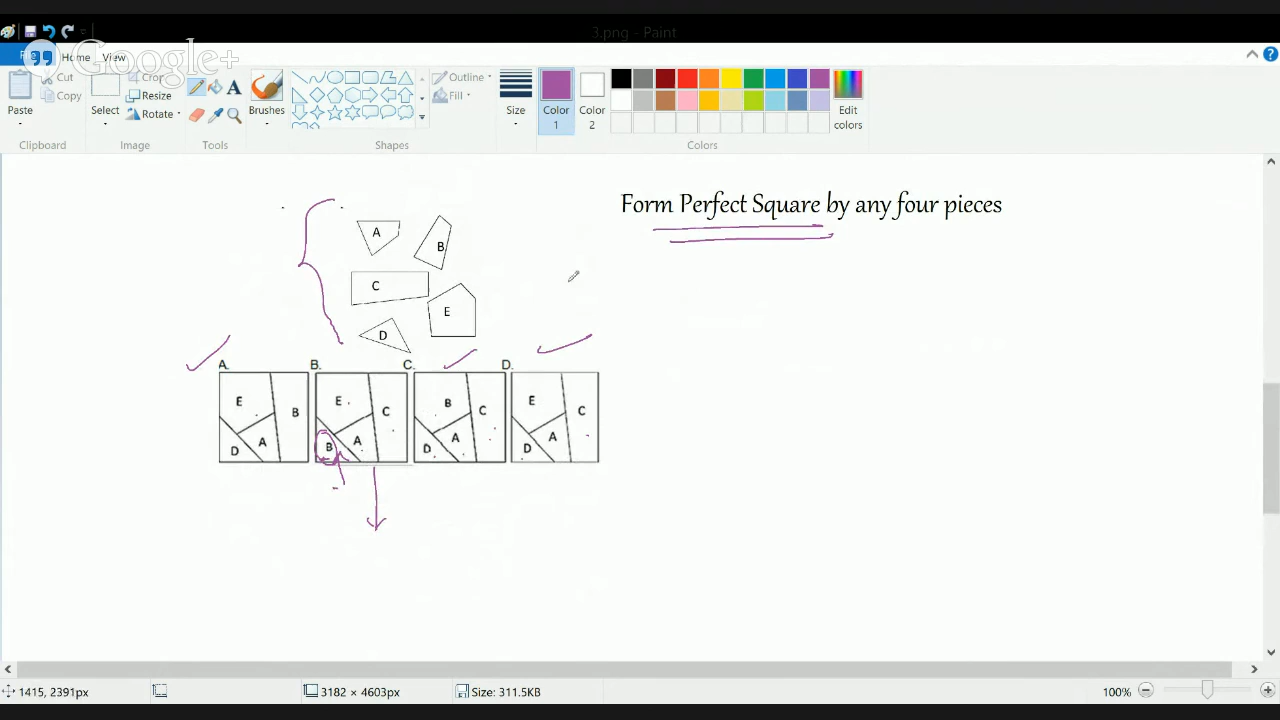 3.png - Paint
Google+
File Home View
Cut
Copy
Paste
Clipboard
Select
Crop
Resize
Rotate
Image
Tools
Brushes
Outline
Fill
Shapes
Size
Color 1
Color 2
Edit colors
Colors
Form Perfect Square by any four pieces
A
B
C
E
D
A. B. C. D.
E B D A
E C B A
B C D A
E C D A
1415, 2391px
3182 × 4603px
Size: 311.5KB
100%